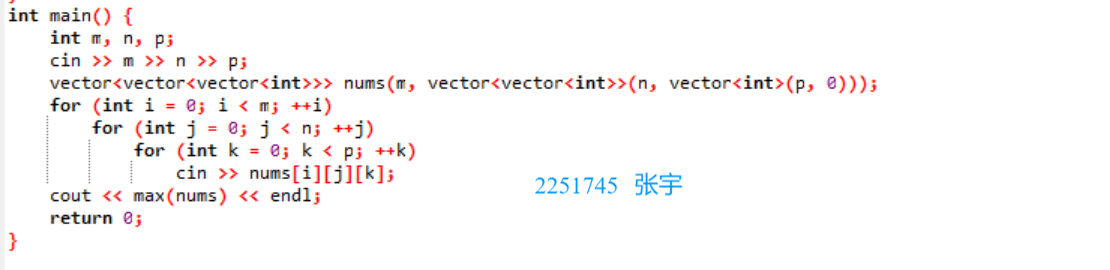 int main() {
    int m, n, p;
    cin >> m >> n >> p;
    vector<vector<vector<int>>> nums(m, vector<vector<int>>(n, vector<int>(p, 0)));
    for (int i = 0; i < m; ++i)
        for (int j = 0; j < n; ++j)
            for (int k = 0; k < p; ++k)
                cin >> nums[i][j][k];
    cout << max(nums) << endl;
    return 0;
}
2251745 张宇